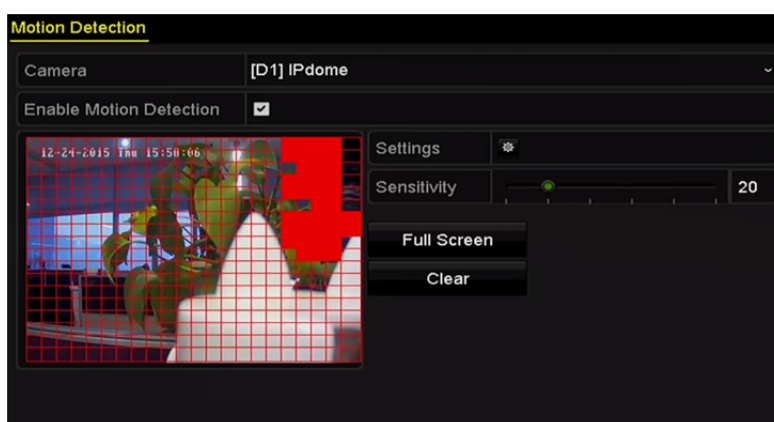 Motion Detection
Camera
[D1] IPdome
Enable Motion Detection
12-24-2015 Thu 15:58:06
Settings
Sensitivity
20
Full Screen
Clear